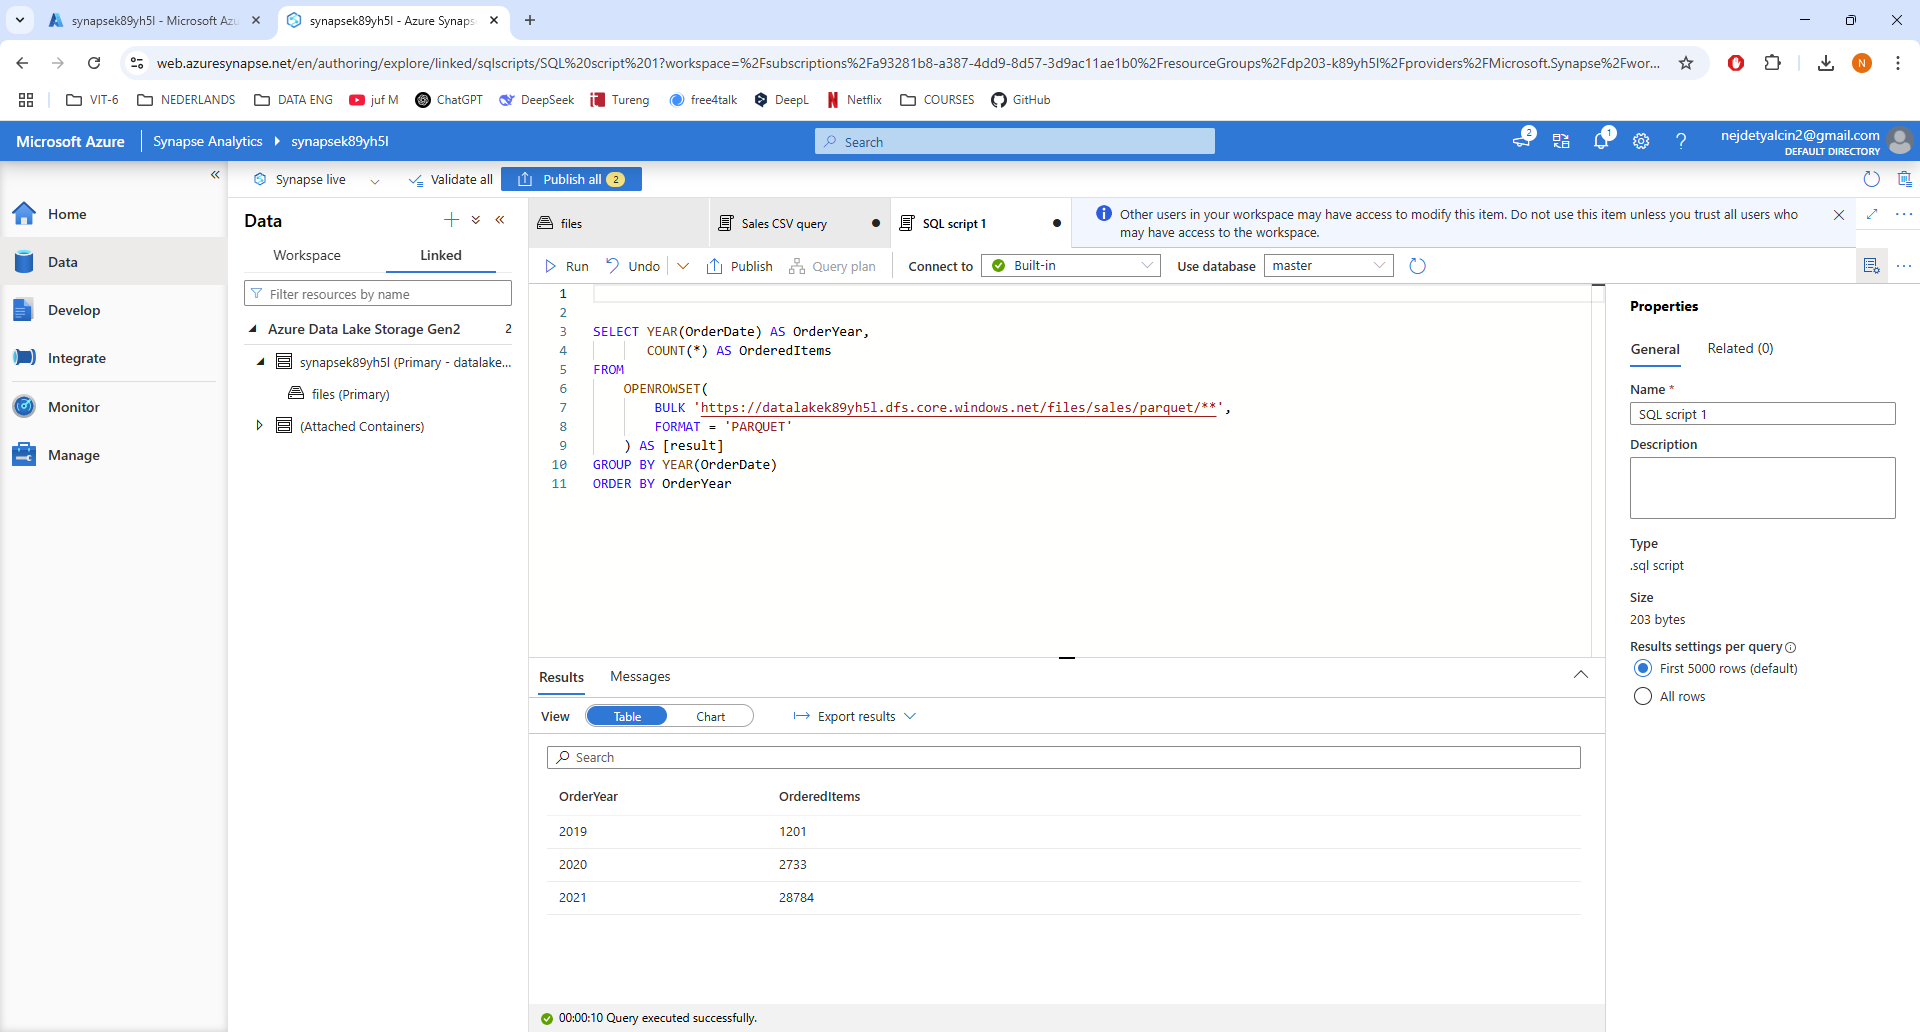 synapsek89yh5l - Microsoft Azu
synapsek89yh5l - Azure Synaps
web.azuresynapse.net/en/authoring/explore/linked/sqlscripts/SQL%20script%201?workspace=%2Fsubscriptions%2Fa93281b8-a387-4dd9-8d57-3d9ac11ae1b0%2FresourceGroups%2Fdp203-k89yh5l%2Fproviders%2FMicrosoft.Synapse%2Fwor...
N
VIT-6
NEDERLANDS
DATA ENG
juf M
ChatGPT
DeepSeek
Tureng
free4talk
DeepL
Netflix
COURSES
GitHub
Microsoft Azure
Synapse Analytics
synapsek89yh5l
Search
2
1
nejdetyalcin2@gmail.com
DEFAULT DIRECTORY
Synapse live
Validate all
Publish all 2
Home
Data
Develop
Integrate
Monitor
Manage
Data
Workspace
Linked
Filter resources by name
Azure Data Lake Storage Gen2 2
synapsek89yh5l (Primary - datalake...
files (Primary)
(Attached Containers)
files
Sales CSV query
SQL script 1
Other users in your workspace may have access to modify this item. Do not use this item unless you trust all users who
may have access to the workspace.
Run
Undo
Publish
Query plan
Connect to
Built-in
Use database
master
1
2
3 SELECT YEAR(OrderDate) AS OrderYear,
4 COUNT(*) AS OrderedItems
5 FROM
6 OPENROWSET(
7 BULK 'https://datalakek89yh5l.dfs.core.windows.net/files/sales/parquet/**',
8 FORMAT = 'PARQUET'
9 ) AS [result]
10 GROUP BY YEAR(OrderDate)
11 ORDER BY OrderYear
Results
Messages
View
Table
Chart
Export results
Search
OrderYear OrderedItems
2019 1201
2020 2733
2021 28784
00:00:10 Query executed successfully.
Properties
General
Related (0)
Name *
SQL script 1
Description
Type
.sql script
Size
203 bytes
Results settings per query
First 5000 rows (default)
All rows